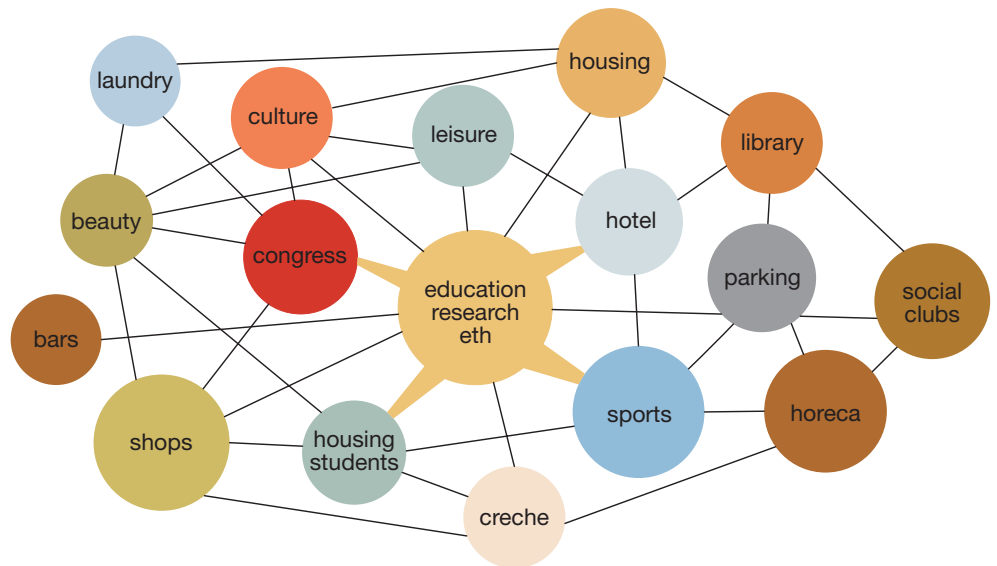 housing
laundry
culture
leisure
library
beauty
hotel
congress
parking
education
research
eth
social
clubs
bars
shops
housing
students
sports
horeca
creche